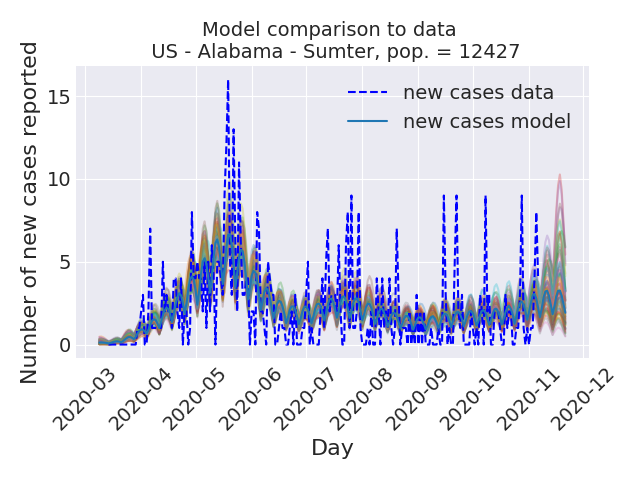 Model comparison to data
US - Alabama - Sumter, pop. = 12427
Number of new cases reported
15
10
5
0
new cases data
new cases model
2020-03
2020-04
2020-05
2020-06
2020-07
2020-08
2020-09
2020-10
2020-11
2020-12
Day